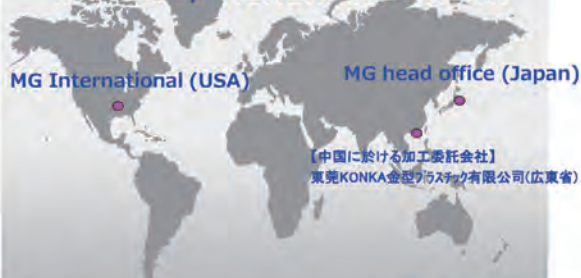 MG International (USA)
MG head office (Japan)
【中国に於ける加工委託会社】
東莞KONKA金型プラスチック有限公司(広東省)